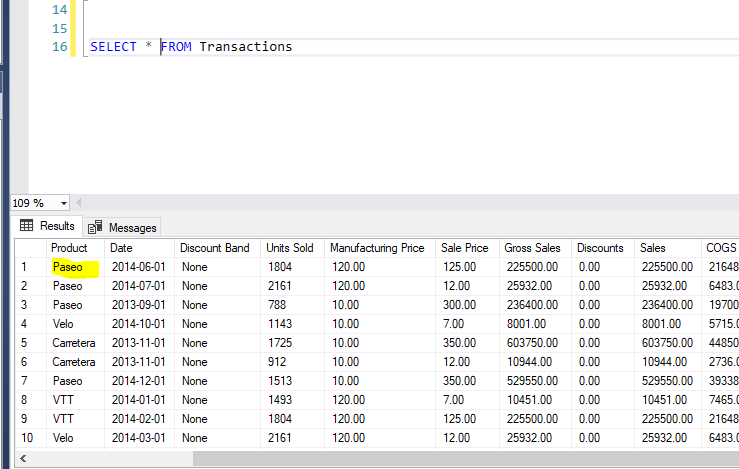 14
15
16 SELECT * FROM Transactions
109 %
Results Messages
Product Date Discount Band Units Sold Manufacturing Price Sale Price Gross Sales Discounts Sales COGS
1 Paseo 2014-06-01 None 1804 120.00 125.00 225500.00 0.00 225500.00 21648
2 Paseo 2014-07-01 None 2161 120.00 12.00 25932.00 0.00 25932.00 6483.
3 Paseo 2013-09-01 None 788 10.00 300.00 236400.00 0.00 236400.00 19700
4 Velo 2014-10-01 None 1143 10.00 7.00 8001.00 0.00 8001.00 5715.
5 Carretera 2013-11-01 None 1725 10.00 350.00 603750.00 0.00 603750.00 44850
6 Carretera 2013-11-01 None 912 10.00 12.00 10944.00 0.00 10944.00 2736.
7 Paseo 2014-12-01 None 1513 10.00 350.00 529550.00 0.00 529550.00 39338
8 VTT 2014-01-01 None 1493 120.00 7.00 10451.00 0.00 10451.00 7465.
9 VTT 2014-02-01 None 1804 120.00 125.00 225500.00 0.00 225500.00 21648
10 Velo 2014-03-01 None 2161 120.00 12.00 25932.00 0.00 25932.00 6483.